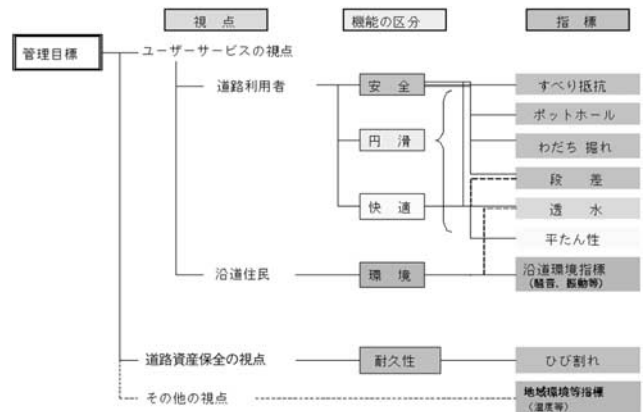 視 点
機能の区分
指 標
管理目標
ユーザーサービスの視点
道路利用者
安 全
すべり抵抗
ポットホール
円 滑
わだち 掘れ
段 差
快 適
透 水
平たん性
沿道住民
環 境
沿道環境指標
(騒音、振動等)
道路資産保全の視点
耐久性
ひび割れ
その他の視点
地域環境等指標
(温度等)